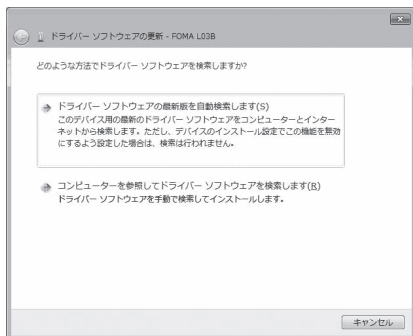 ドライバー ソフトウェアの更新 - FOMA L03B
どのような方法でドライバー ソフトウェアを検索しますか?
ドライバー ソフトウェアの最新版を自動検索します(S)
このデバイス用の最新のドライバー ソフトウェアをコンピューターとインター
ネットから検索します。ただし、デバイスのインストール設定でこの機能を無効
にするよう設定した場合は、検索は行われません。
コンピューターを参照してドライバー ソフトウェアを検索します(R)
ドライバー ソフトウェアを手動で検索してインストールします。
キャンセル